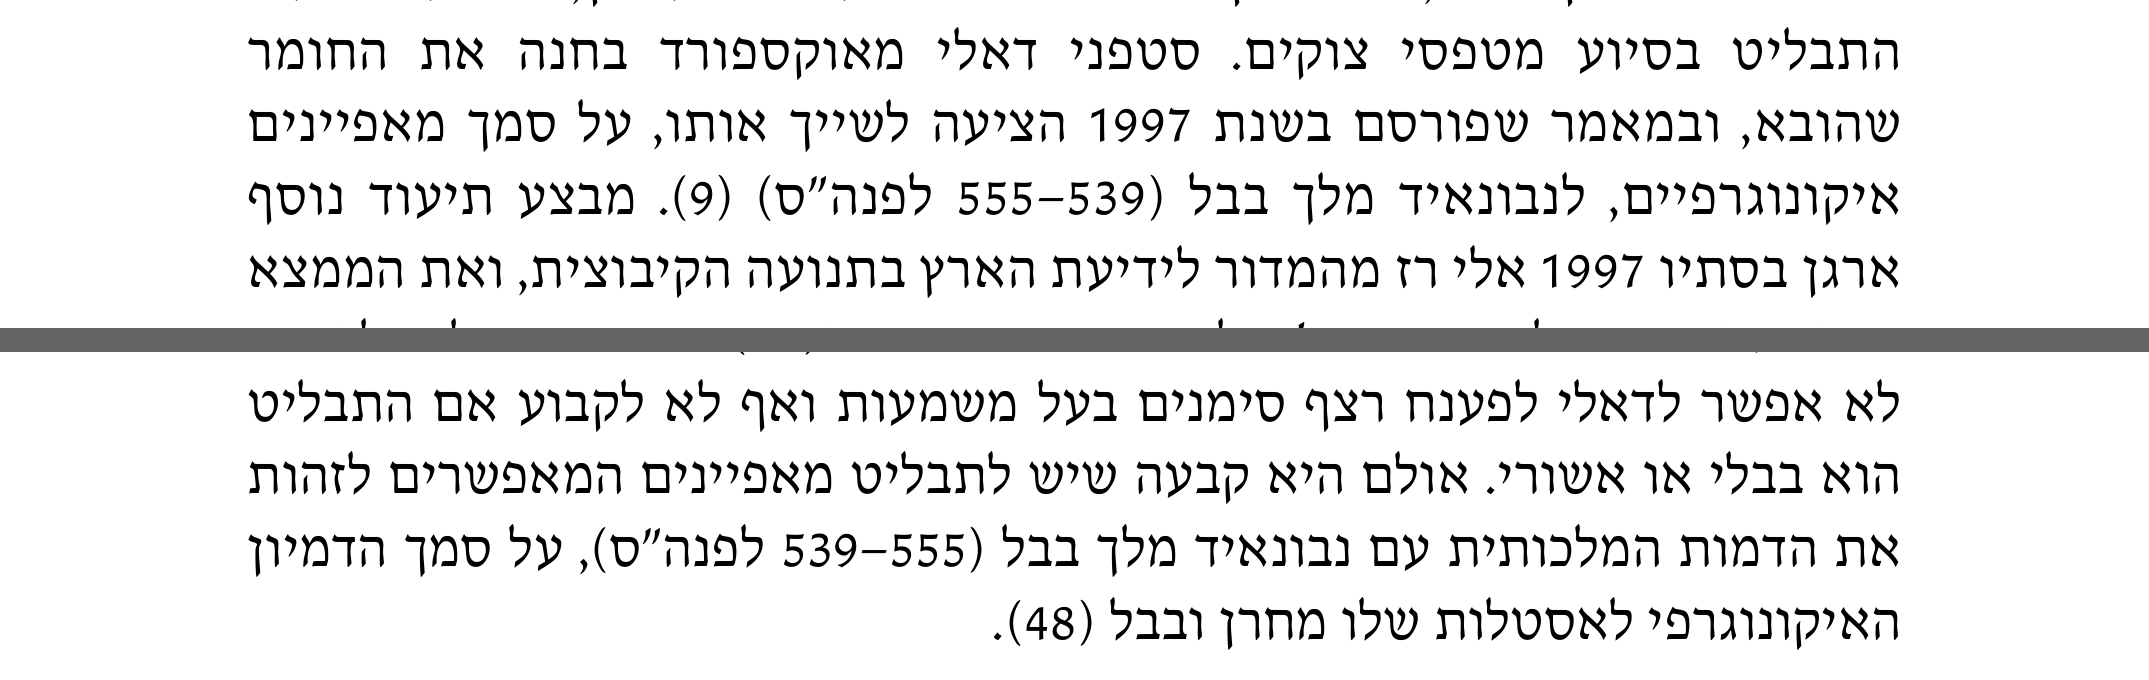 התבליט בסיוע מטפסי צוקים. סטפני דאלי מאוקספורד בחנה את החומר
שהובא, ובמאמר שפורסם בשנת 1997 הציעה לשייך אותו, על סמך מאפיינים
איקונוגרפיים, לנבונאיד מלך בבל (539–555 לפנה״ס) (9). מבצע תיעוד נוסף
ארגן בסתיו 1997 אלי רז מהמדור לידיעת הארץ בתנועה הקיבוצית, ואת הממצא
לא אפשר לדאלי לפענח רצף סימנים בעל משמעות ואף לא לקבוע אם התבליט
הוא בבלי או אשורי. אולם היא קבעה שיש לתבליט מאפיינים המאפשרים לזהות
את הדמות המלכותית עם נבונאיד מלך בבל (555–539 לפנה״ס), על סמך הדמיון
האיקונוגרפי לאסטלות שלו מחרן ובבל (48).